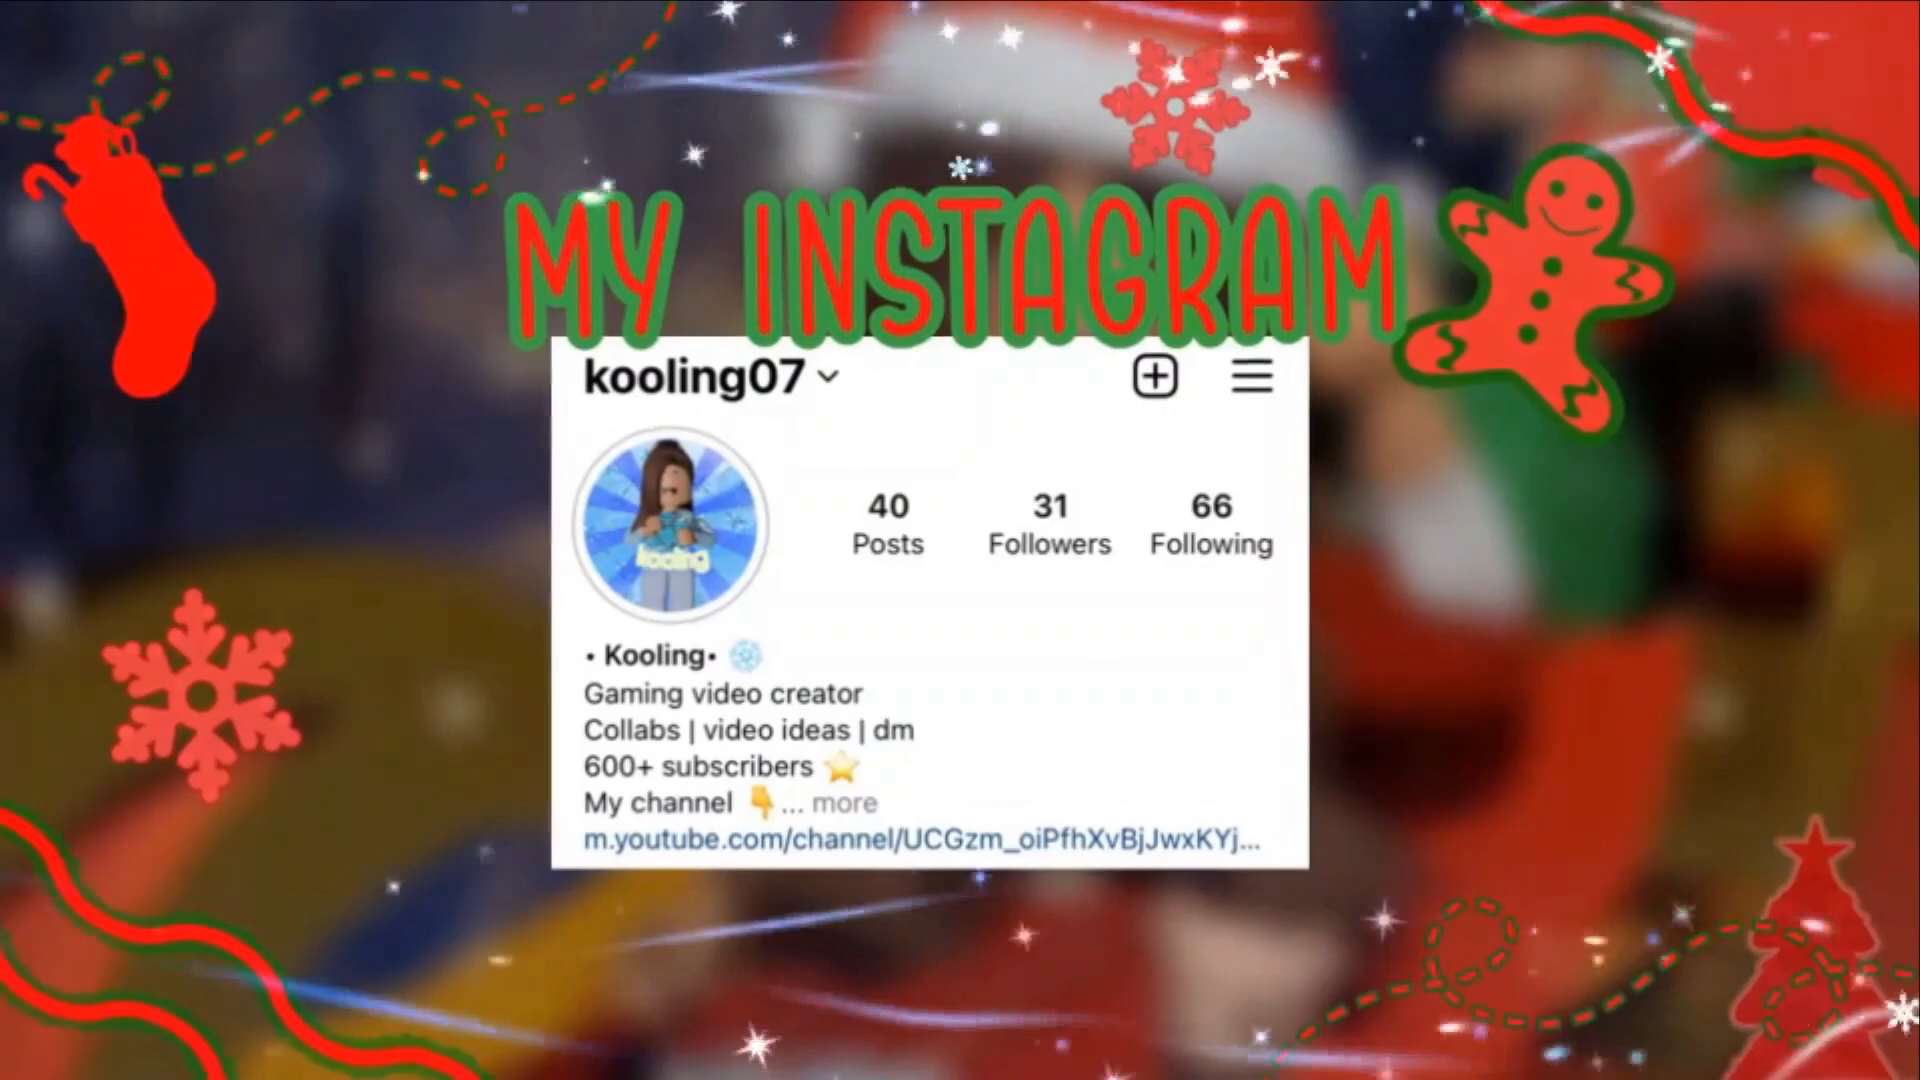 MY INSTAGRAM
kooling07
40 31 66
Posts Followers Following
kooling
• Kooling•
Gaming video creator
Collabs | video ideas | dm
600+ subscribers
My channel ... more
m.youtube.com/channel/UCGzm_oiPfhXvBjJwxKYj...